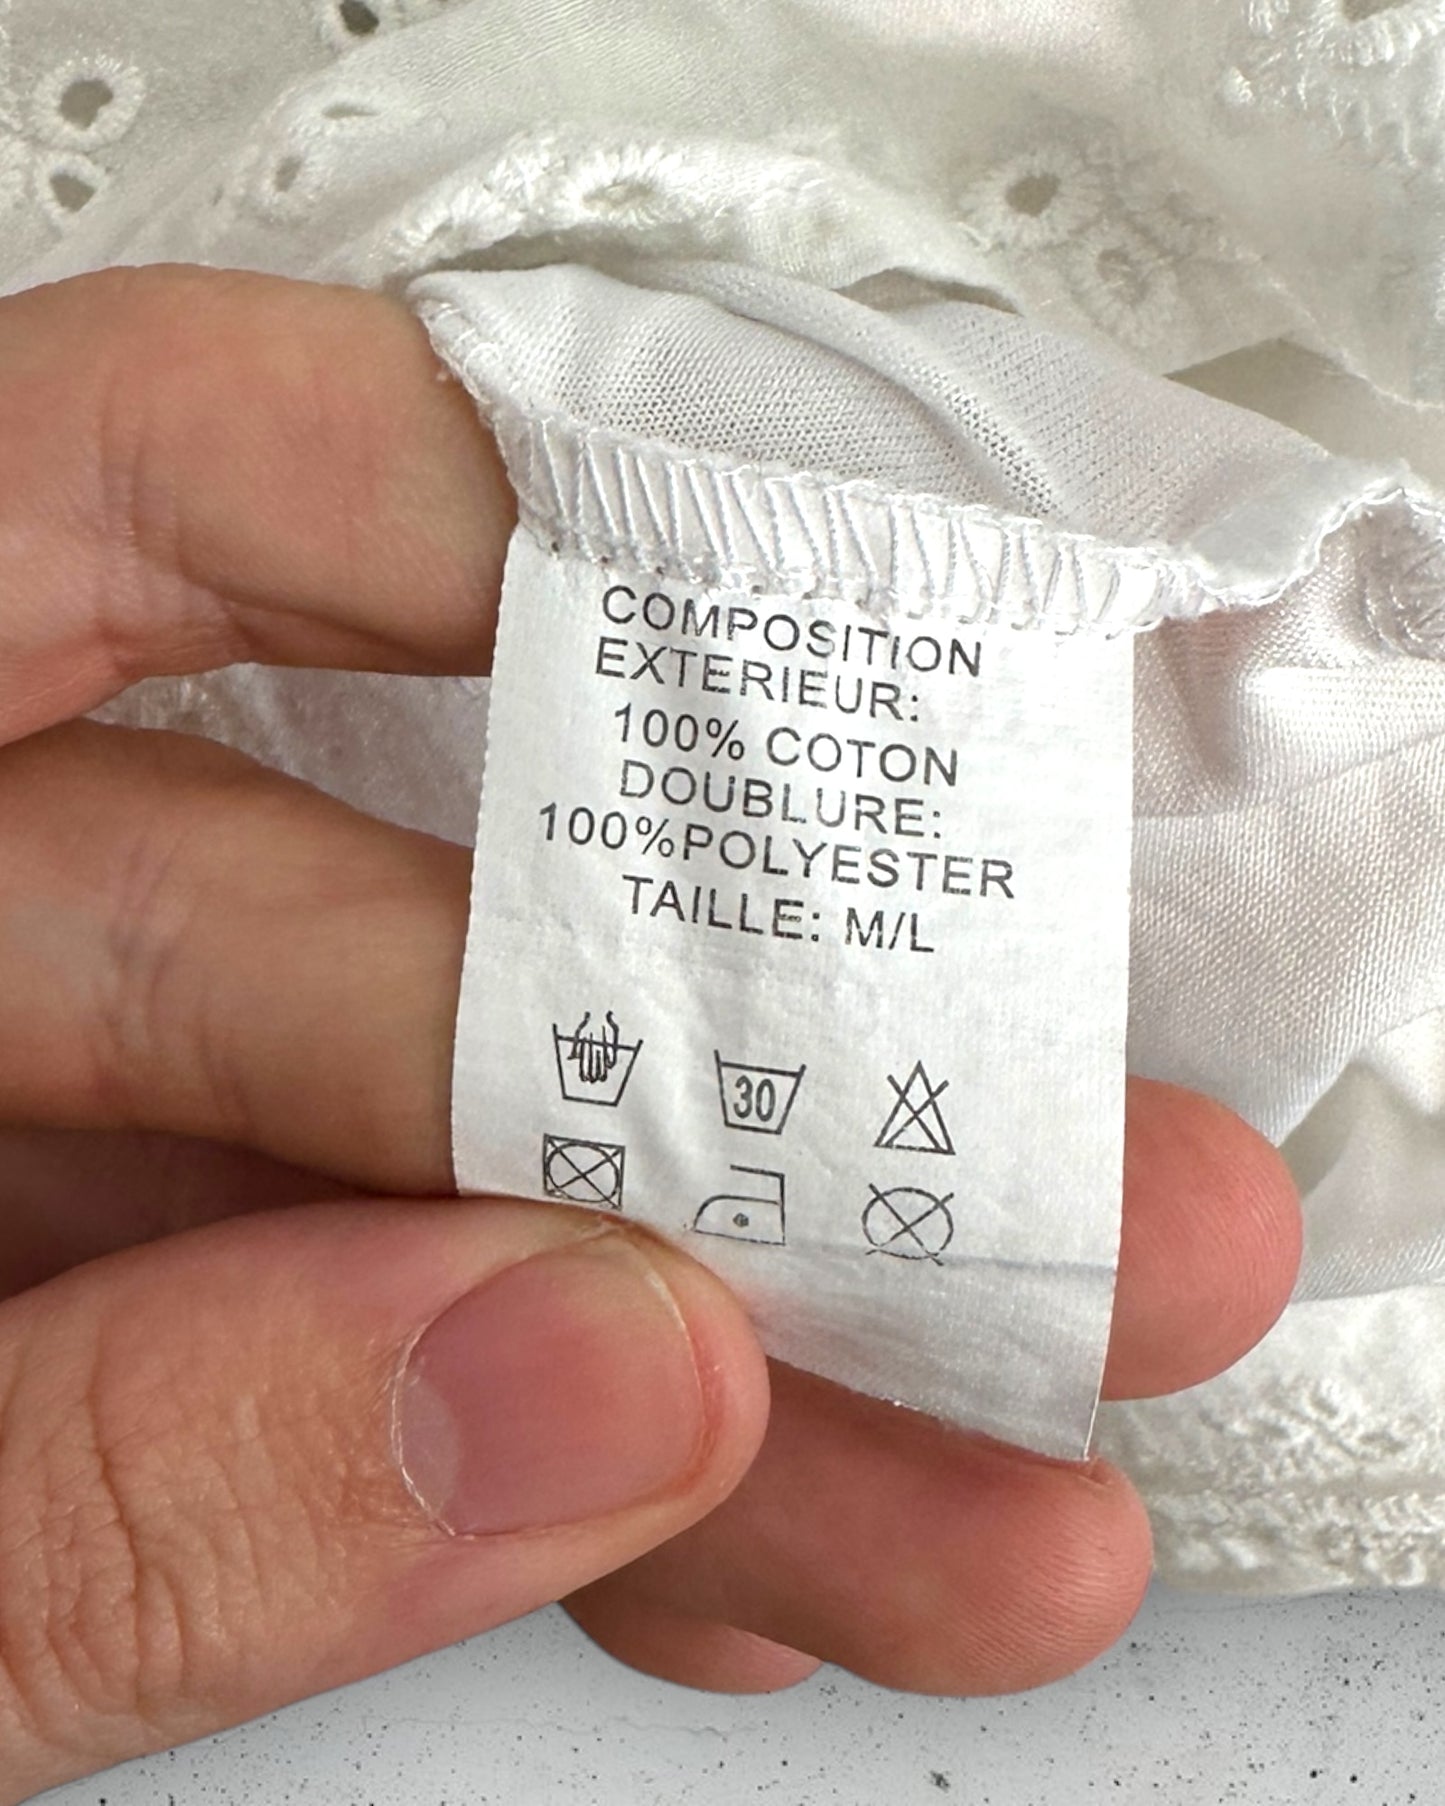 COMPOSITION
EXTERIEUR:
100% COTON
DOUBLURE:
100%POLYESTER
TAILLE: M/L
30